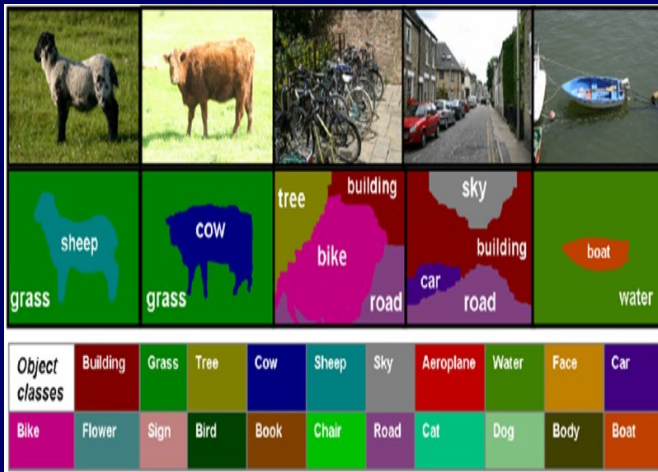 sheep
grass
cow
grass
tree
building
bike
road
sky
building
car
road
boat
water
Object classes
Building
Grass
Tree
Cow
Sheep
Sky
Aeroplane
Water
Face
Car
Bike
Flower
Sign
Bird
Book
Chair
Road
Cat
Dog
Body
Boat